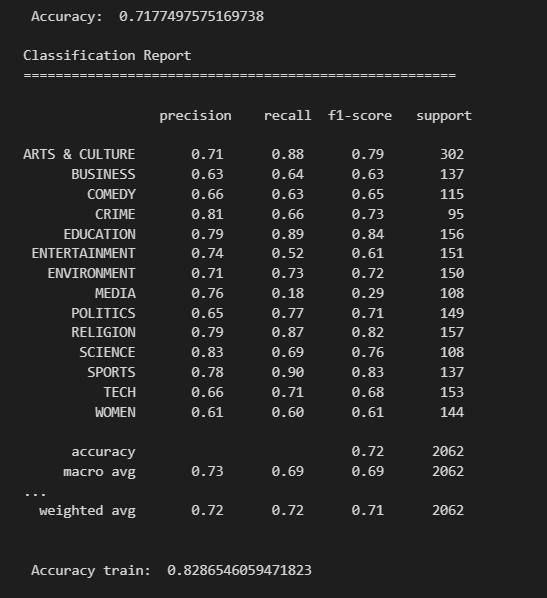 Accuracy:  0.7177497575169738
Classification Report
======================================================
precision    recall  f1-score   support
ARTS & CULTURE       0.71      0.88      0.79       302
BUSINESS       0.63      0.64      0.63       137
COMEDY       0.66      0.63      0.65       115
CRIME       0.81      0.66      0.73        95
EDUCATION       0.79      0.89      0.84       156
ENTERTAINMENT       0.74      0.52      0.61       151
ENVIRONMENT       0.71      0.73      0.72       150
MEDIA       0.76      0.18      0.29       108
POLITICS       0.65      0.77      0.71       149
RELIGION       0.79      0.87      0.82       157
SCIENCE       0.83      0.69      0.76       108
SPORTS       0.78      0.90      0.83       137
TECH       0.66      0.71      0.68       153
WOMEN       0.61      0.60      0.61       144
accuracy                           0.72      2062
macro avg       0.73      0.69      0.69      2062
...
weighted avg       0.72      0.72      0.71      2062
Accuracy train:  0.8286546059471823